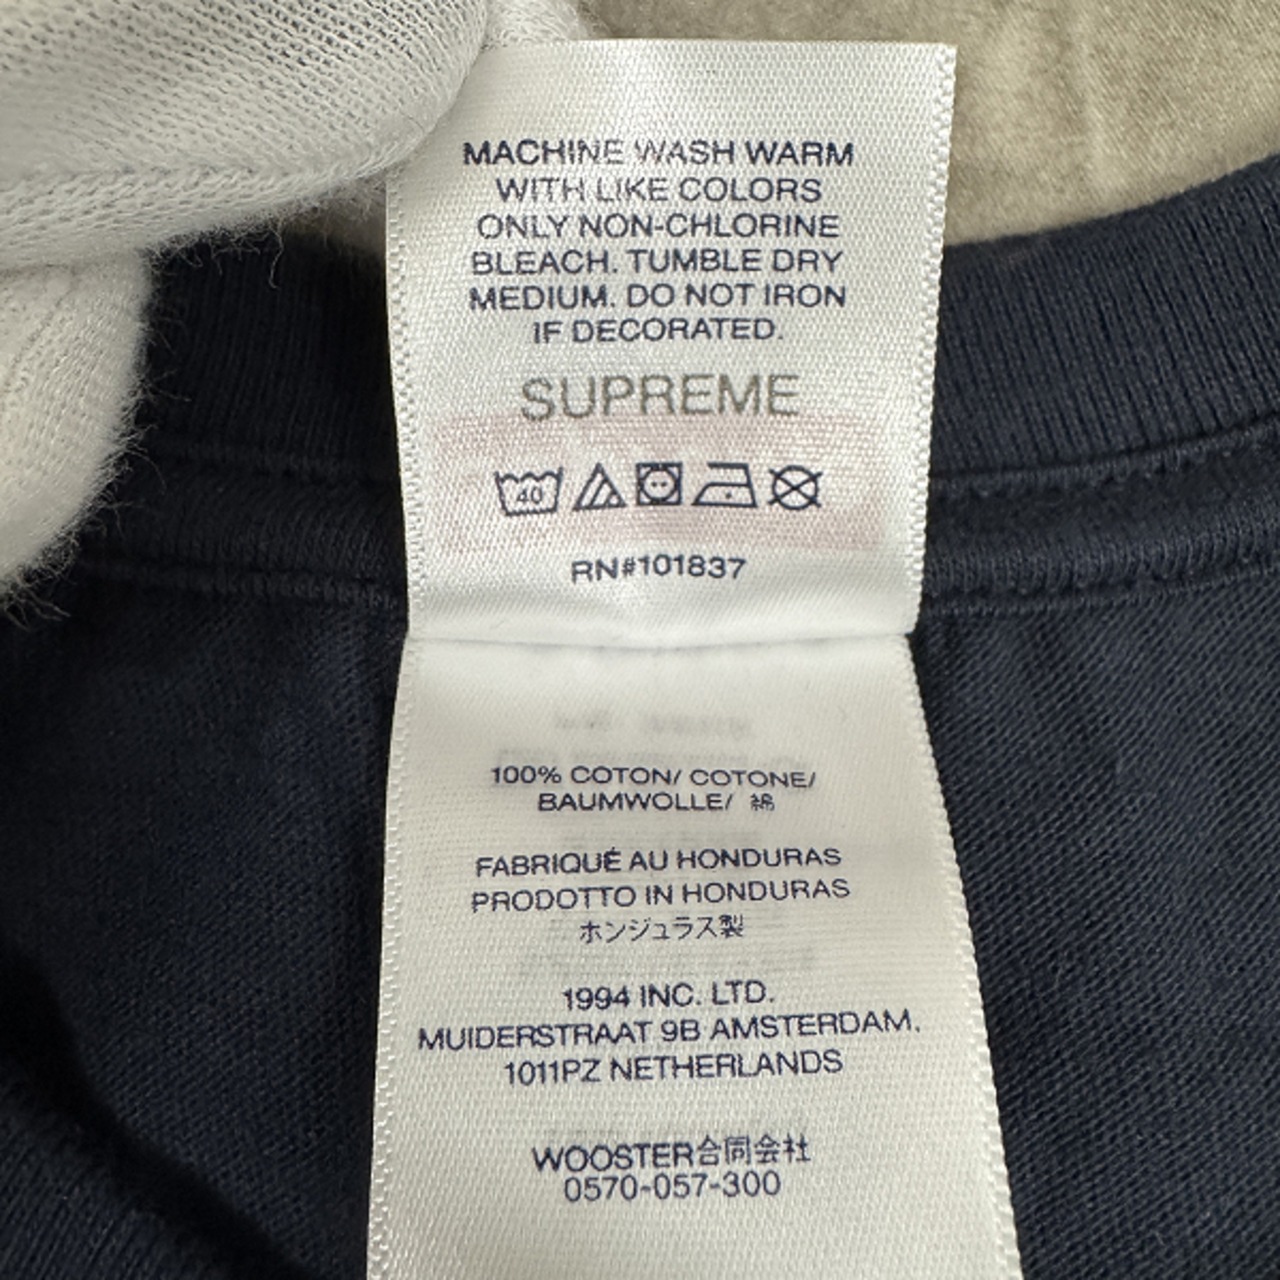 MACHINE WASH WARM
WITH LIKE COLORS
ONLY NON-CHLORINE
BLEACH. TUMBLE DRY
MEDIUM. DO NOT IRON
IF DECORATED.
SUPREME
40
RN#101837
100% COTON/ COTONE/
BAUMWOLLE/ 綿
FABRIQUÉ AU HONDURAS
PRODOTTO IN HONDURAS
ホンジュラス製
1994 INC. LTD.
MUIDERSTRAAT 9B AMSTERDAM.
1011PZ NETHERLANDS
WOOSTER合同会社
0570-057-300